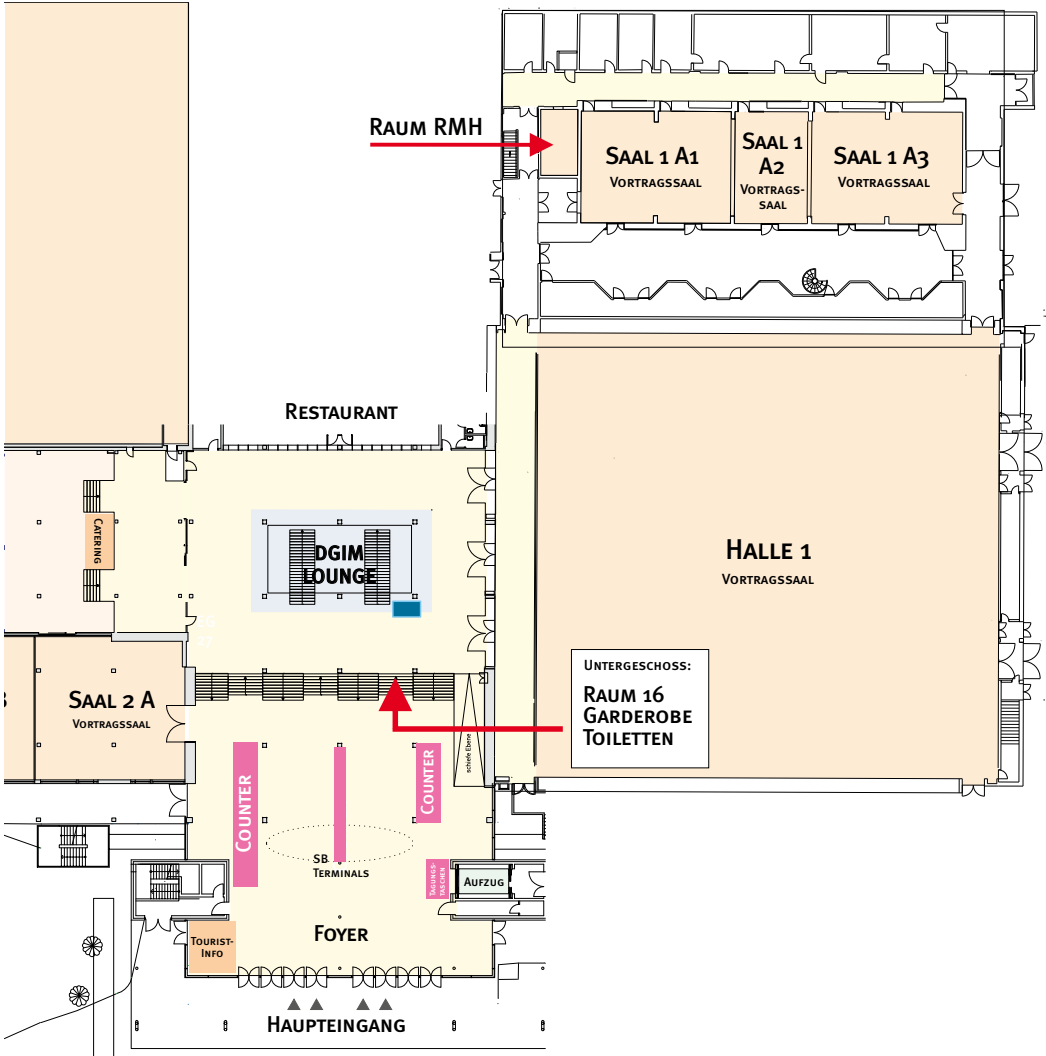 Raum RMH
Saal 1 A1
Vortragssaal
Saal 1
A2
Vortrags-
saal
Saal 1 A3
Vortragssaal
Restaurant
Catering
DGIM
Lounge
Halle 1
Vortragssaal
Untergeschoss:
Raum 16
Garderobe
Toiletten
Saal 2 A
Vortragssaal
schiefe Ebene
Counter
Counter
SB
Terminals
Tagungs-
taschen
Aufzug
Tourist-
Info
Foyer
Haupteingang